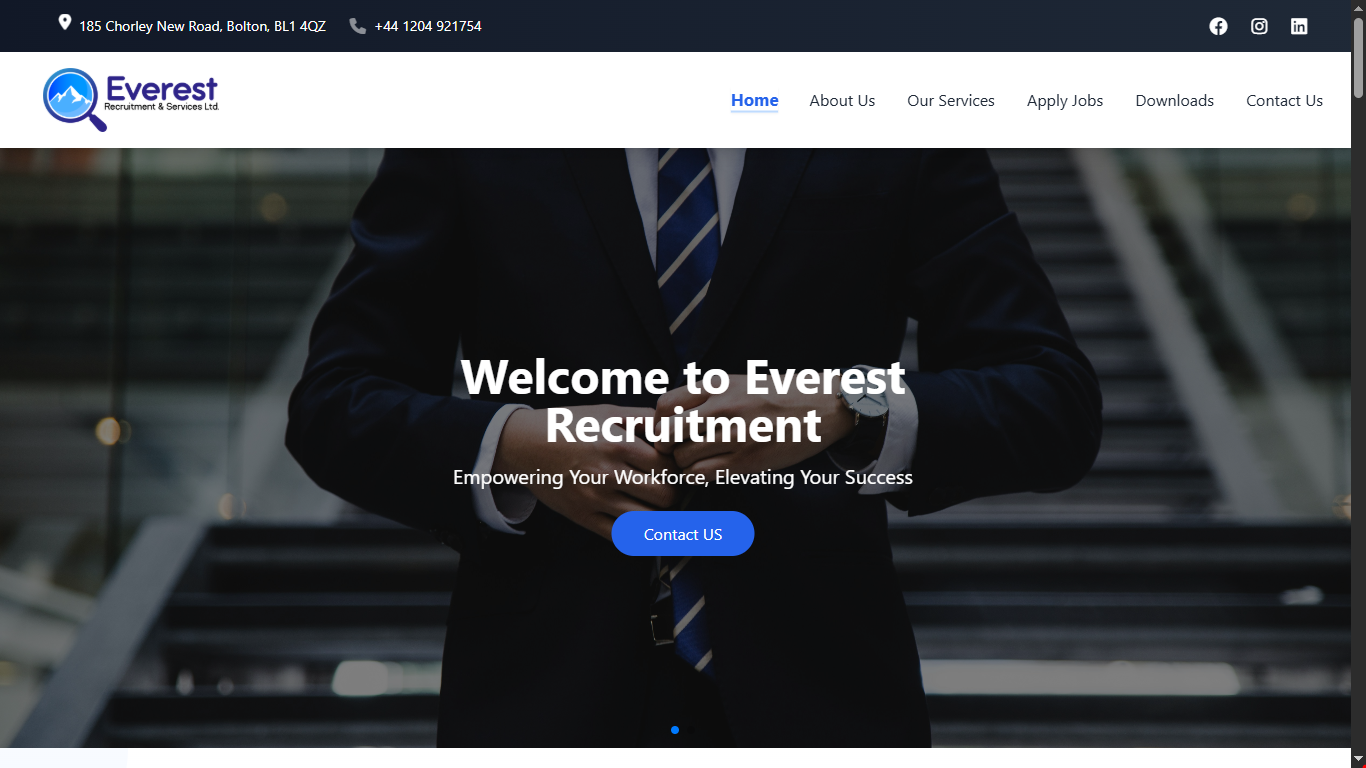 185 Chorley New Road, Bolton, BL1 4QZ
+44 1204 921754
Everest
Recruitment & Services Ltd.
Home
About Us
Our Services
Apply Jobs
Downloads
Contact Us
Welcome to Everest
Recruitment
Empowering Your Workforce, Elevating Your Success
Contact US